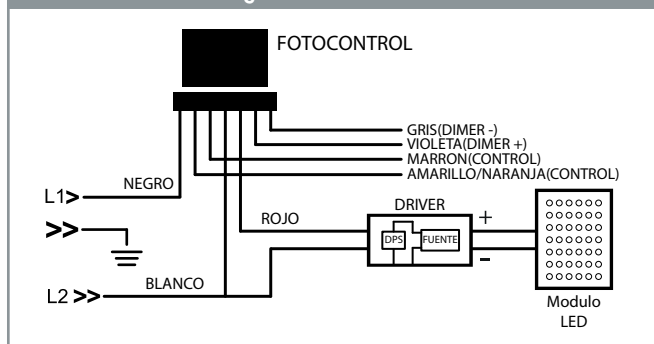 FOTOCONTROL
GRIS(DIMER -)
VIOLETA(DIMER +)
MARRON(CONTROL)
AMARILLO/NARANJA(CONTROL)
NEGRO
L1>
>>
ROJO
DRIVER
DPS
FUENTE
+
-
L2 >>
BLANCO
Modulo
LED